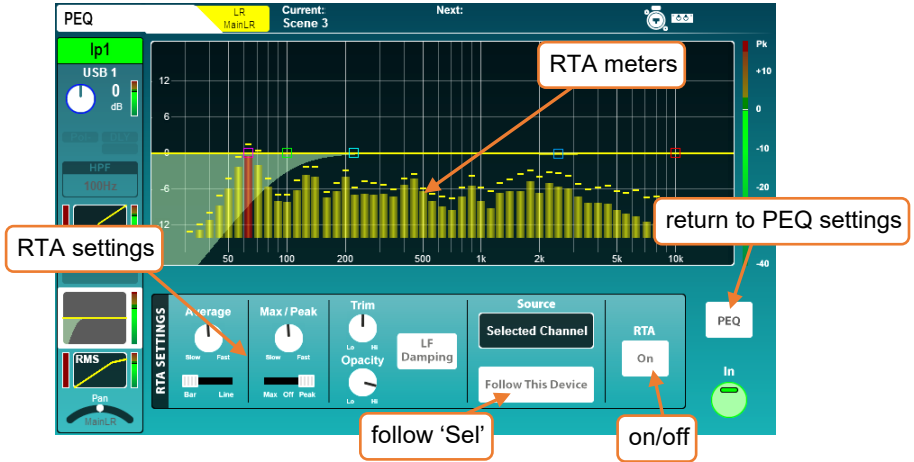 PEQ
LR
MainLR
Current:
Scene 3
Next:
Ip1
USB 1
0
dB
HPF
100Hz
RMS
Pan
MainLR
12
6
0
-6
-12
50
100
200
500
1k
2k
5k
10k
Pk
+10
0
-10
-20
-40
RTA meters
return to PEQ settings
RTA settings
RTA SETTINGS
Average
Slow
Fast
Bar
Line
Max / Peak
Slow
Fast
Max
Off
Peak
Trim
Lo
Hi
Opacity
Lo
Hi
LF
Damping
Source
Selected Channel
Follow This Device
RTA
On
PEQ
In
follow ‘Sel’
on/off